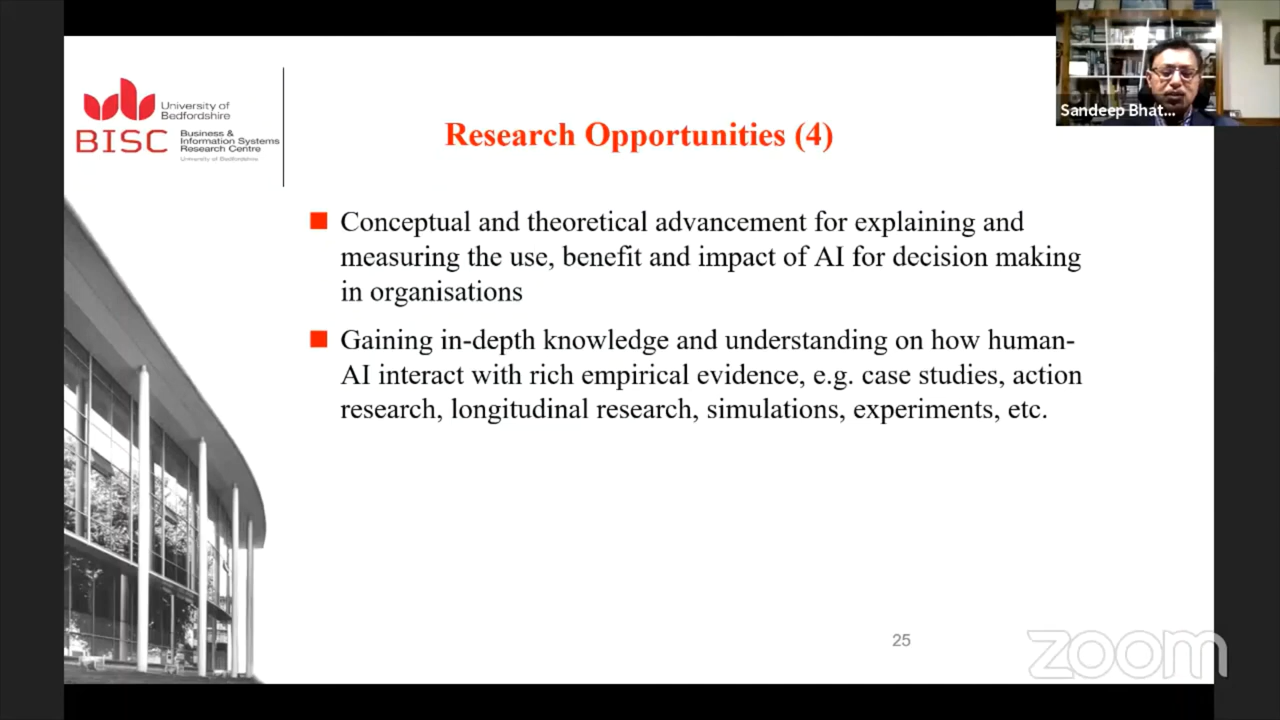 University of
Bedfordshire
BISC
Business &
Information Systems
Research Centre
University of Bedfordshire
Sandeep Bhat...
Research Opportunities (4)
Conceptual and theoretical advancement for explaining and
measuring the use, benefit and impact of AI for decision making
in organisations
Gaining in-depth knowledge and understanding on how human-
AI interact with rich empirical evidence, e.g. case studies, action
research, longitudinal research, simulations, experiments, etc.
25
zoom